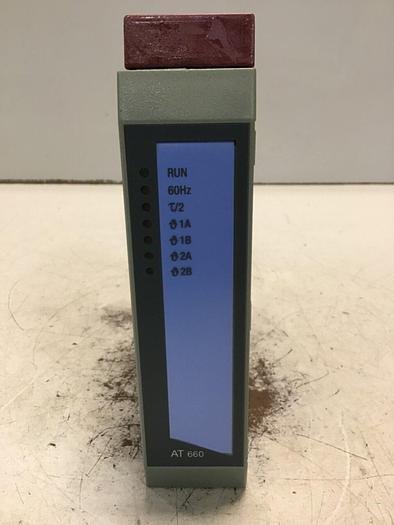 RUN
60Hz
τ/2
1A
1B
2A
2B
AT 660